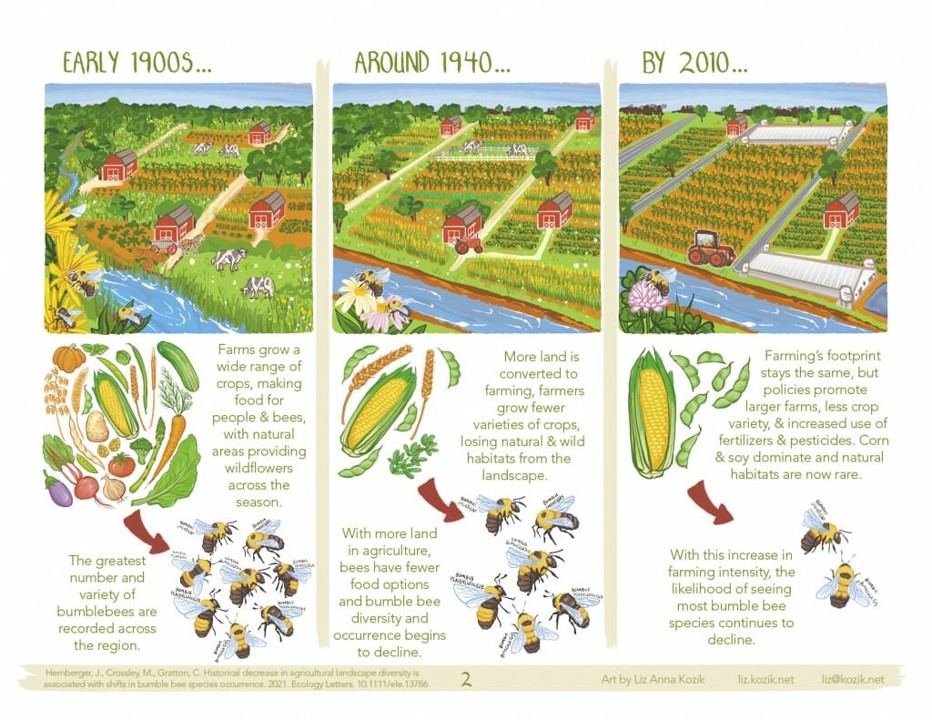 EARLY 1900S...
AROUND 1940...
BY 2010...
Farms grow a
wide range of
crops, making
food for
people & bees,
with natural
areas providing
wildflowers
across the
season.
The greatest
number and
variety of
bumblebees are
recorded across
the region.
More land is
converted to
farming, farmers
grow fewer
varieties of crops,
losing natural & wild
habitats from the
landscape.
With more land
in agriculture,
bees have fewer
food options
and bumble bee
diversity and
occurrence begins
to decline.
Farming's footprint
stays the same, but
policies promote
larger farms, less crop
variety, & increased use of
fertilizers & pesticides. Corn
& soy dominate and natural
habitats are now rare.
With this increase in
farming intensity, the
likelihood of seeing
most bumble bee
species continues to
decline.
Hemberger, J., Crossley, M., Gratton, C. Historical decrease in agricultural landscape diversity is
associated with shifts in bumble bee species occurrence. 2021. Ecology Letters. 10.1111/ele.13786
2
Art by Liz Anna Kozik liz.kozik.net liz@kozik.net